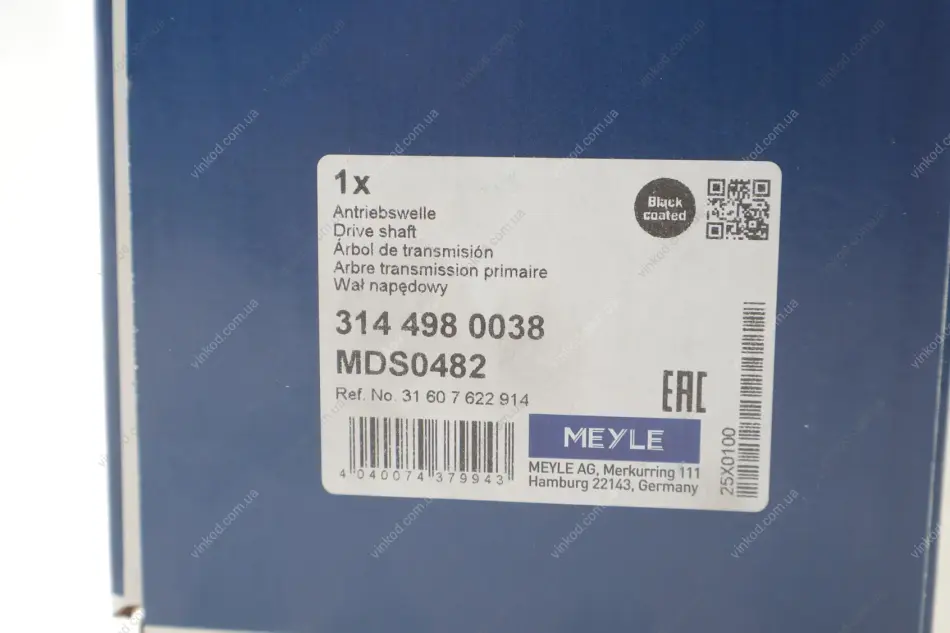 1x
Antriebswelle
Drive shaft
Árbol de transmisión
Arbre transmission primaire
Wał napędowy
Black
coated
314 498 0038
MDS0482
Ref. No. 31 60 7 622 914
EAC
4 040074 379943
MEYLE
MEYLE AG, Merkurring 111
Hamburg 22143, Germany
25X0100
vinkod.com.ua